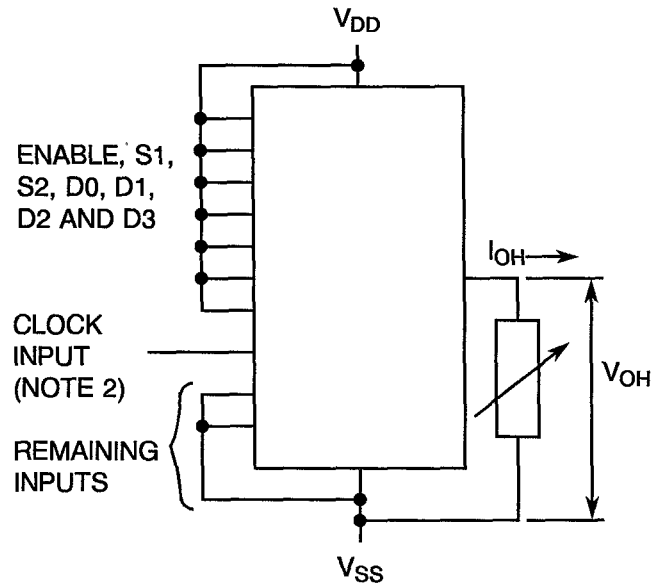 VDD
ENABLE, S1,
S2, D0, D1,
D2 AND D3
IOH
CLOCK
INPUT
(NOTE 2)
VOH
REMAINING
INPUTS
VSS